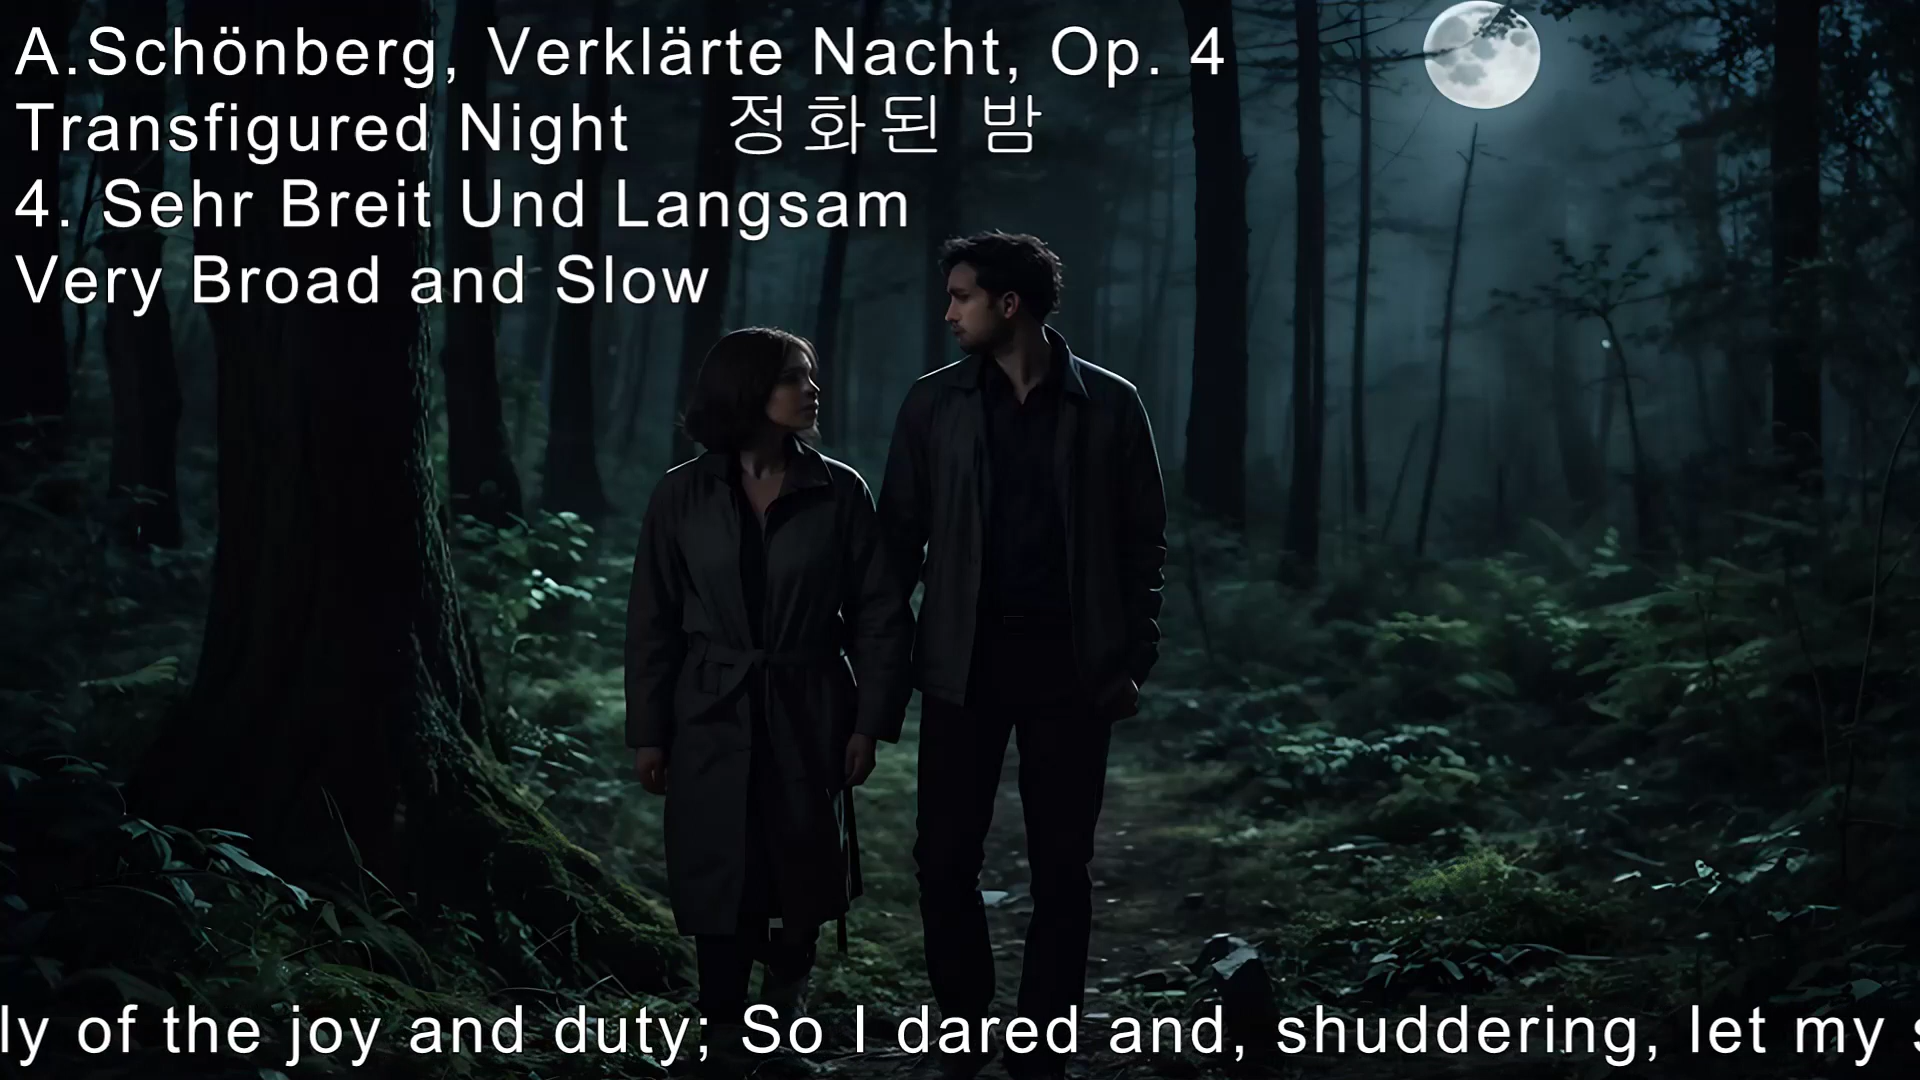 A.Schönberg, Verklärte Nacht, Op. 4
Transfigured Night 정화된 밤
4. Sehr Breit Und Langsam
Very Broad and Slow
ly of the joy and duty; So I dared and, shuddering, let my